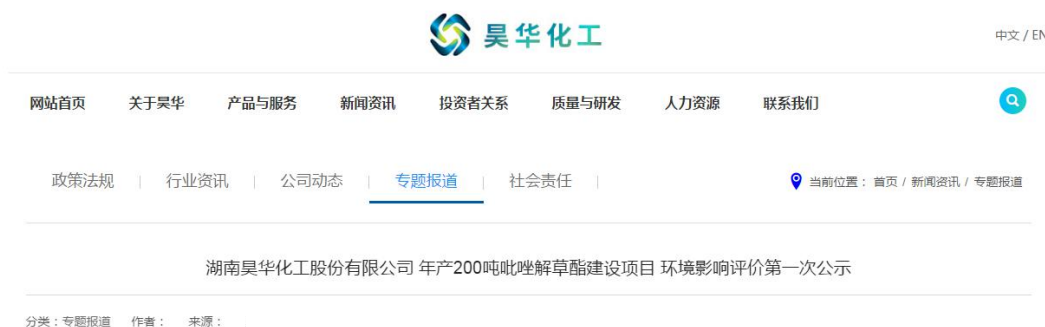 昊华化工
中文 / EN
网站首页 关于昊华 产品与服务 新闻资讯 投资者关系 质量与研发 人力资源 联系我们
政策法规 | 行业资讯 | 公司动态 | 专题报道 | 社会责任 |
当前位置： 首页 / 新闻资讯 / 专题报道
湖南昊华化工股份有限公司 年产200吨吡唑解草酯建设项目 环境影响评价第一次公示
分类：专题报道 作者： 来源：